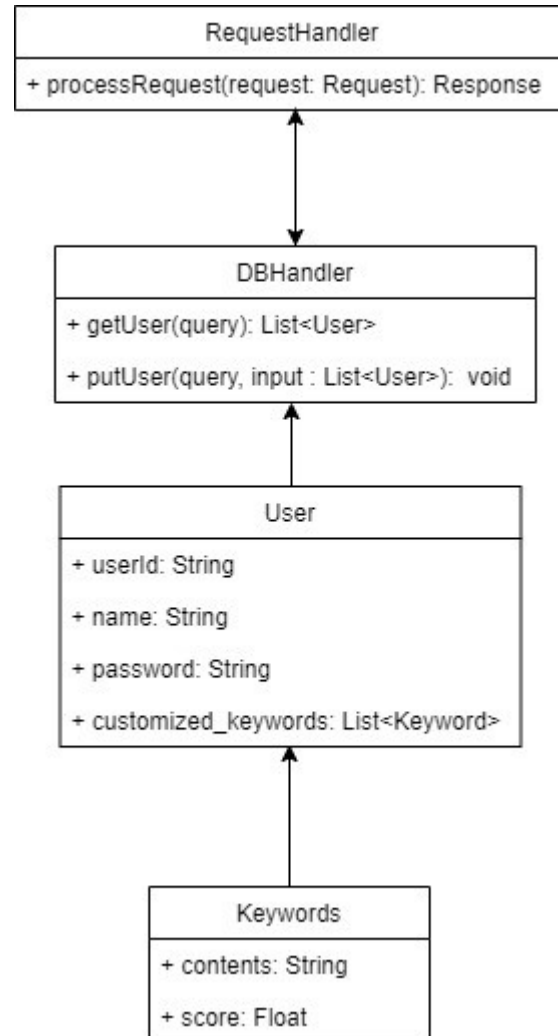 RequestHandler
+ processRequest(request: Request): Response
DBHandler
+ getUser(query): List<User>
+ putUser(query, input : List<User>):  void
User
+ userId: String
+ name: String
+ password: String
+ customized_keywords: List<Keyword>
Keywords
+ contents: String
+ score: Float